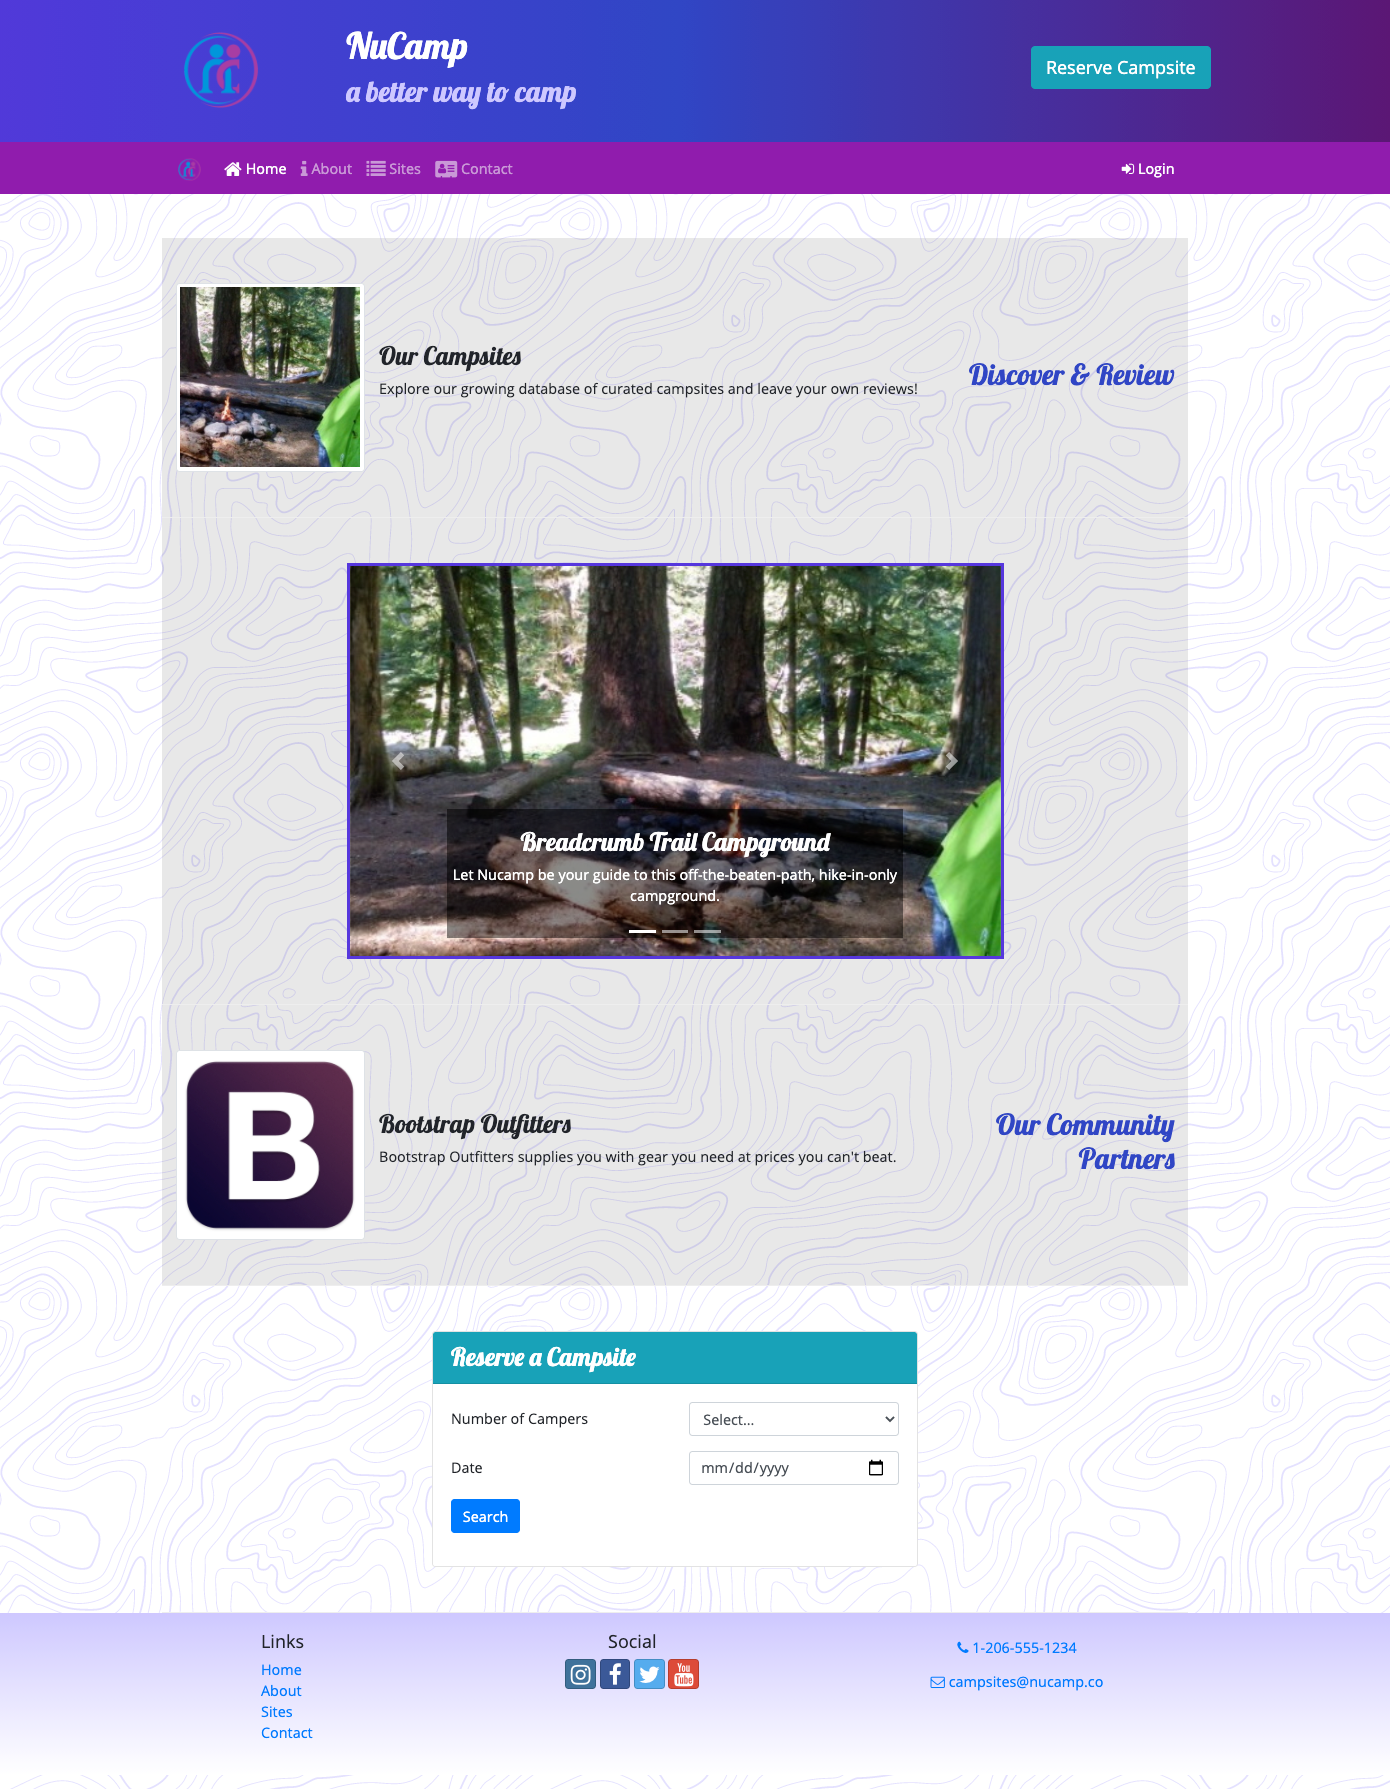 NuCamp
a better way to camp
Reserve Campsite
Home About Sites Contact
Login
Our Campsites
Explore our growing database of curated campsites and leave your own reviews!
Discover & Review
Breadcrumb Trail Campground
Let Nucamp be your guide to this off-the-beaten-path, hike-in-only
campground.
B
Bootstrap Outfitters
Bootstrap Outfitters supplies you with gear you need at prices you can't beat.
Our Community
Partners
Reserve a Campsite
Number of Campers
Select...
Date
mm/dd/yyyy
Search
Links
Home
About
Sites
Contact
Social
You
Tube
1-206-555-1234
campsites@nucamp.co